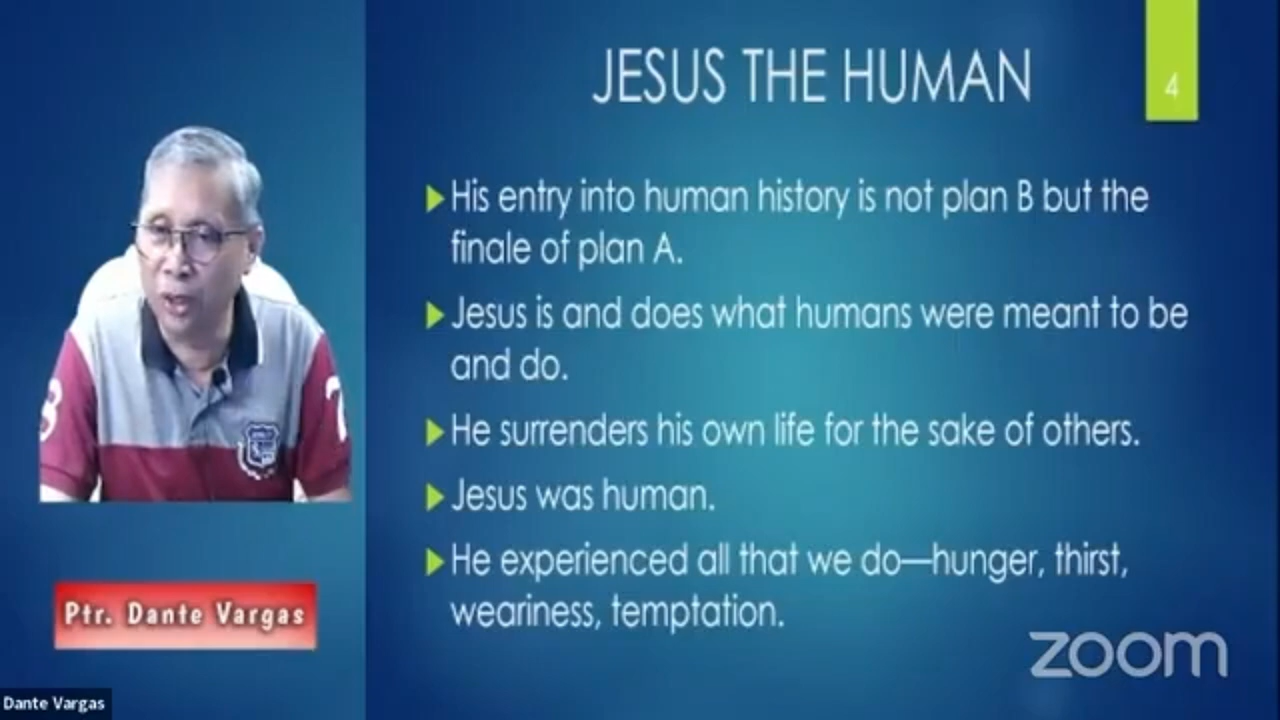 JESUS THE HUMAN
4
His entry into human history is not plan B but the
finale of plan A.
Jesus is and does what humans were meant to be
and do.
He surrenders his own life for the sake of others.
Jesus was human.
He experienced all that we do—hunger, thirst,
weariness, temptation.
Ptr. Dante Vargas
zoom
Dante Vargas